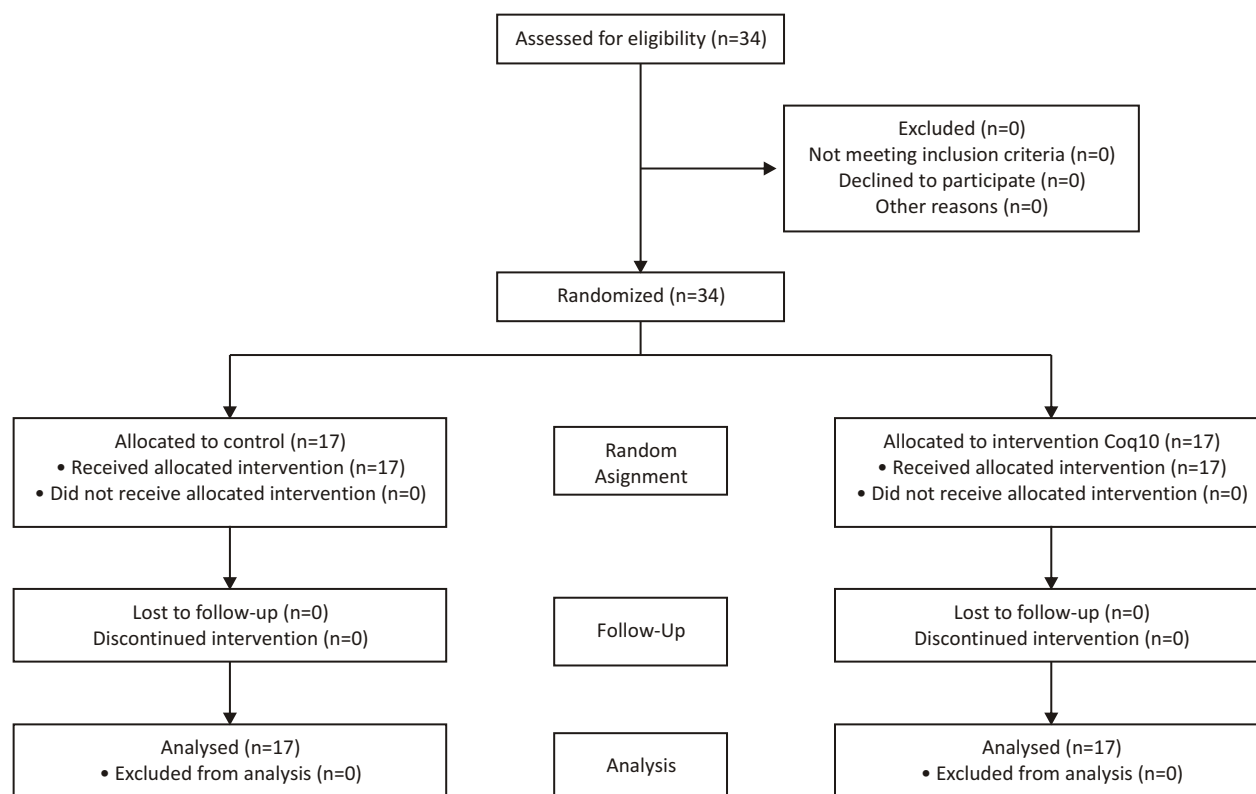 Assessed for eligibility (n=34)
Excluded (n=0)
Not meeting inclusion criteria (n=0)
Declined to participate (n=0)
Other reasons (n=0)
Randomized (n=34)
Allocated to control (n=17)
• Received allocated intervention (n=17)
• Did not receive allocated intervention (n=0)
Random
Asignment
Allocated to intervention Coq10 (n=17)
• Received allocated intervention (n=17)
• Did not receive allocated intervention (n=0)
Lost to follow-up (n=0)
Discontinued intervention (n=0)
Follow-Up
Lost to follow-up (n=0)
Discontinued intervention (n=0)
Analysed (n=17)
• Excluded from analysis (n=0)
Analysis
Analysed (n=17)
• Excluded from analysis (n=0)